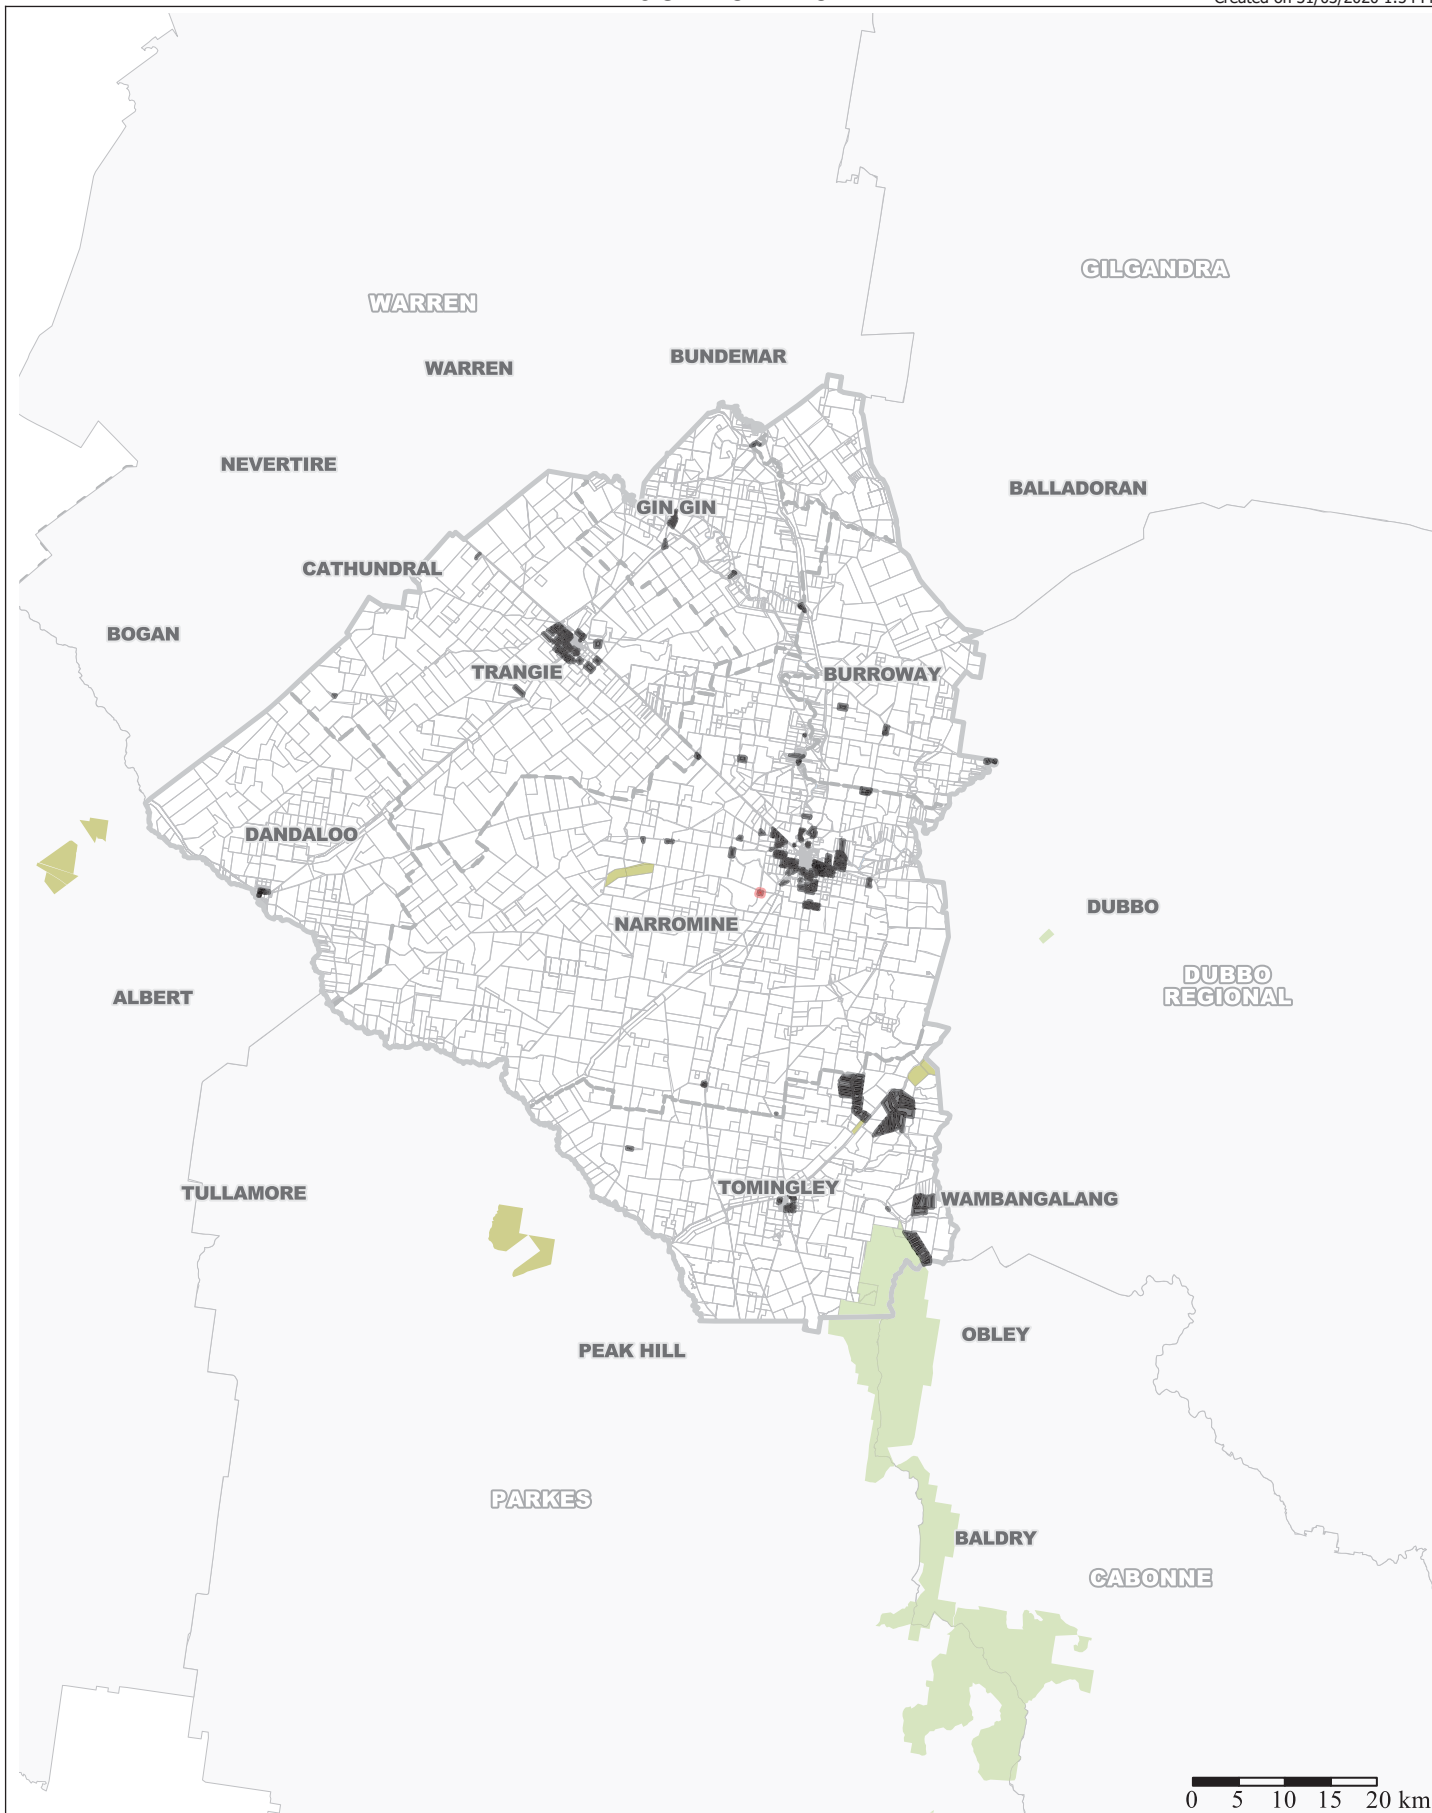 GILGANDRA
WARREN
BUNDEMAR
WARREN
NEVERTIRE
BALLADORAN
GIN GIN
CATHUNDRAL
BOGAN
TRANGIE
BURROWAY
DANDALOO
DUBBO
NARROMINE
DUBBO
REGIONAL
ALBERT
TOMINGLEY
TULLAMORE
WAMBANGALANG
OBLEY
PEAK HILL
PARKES
BALDRY
CABONNE
0 5 10 15 20 km